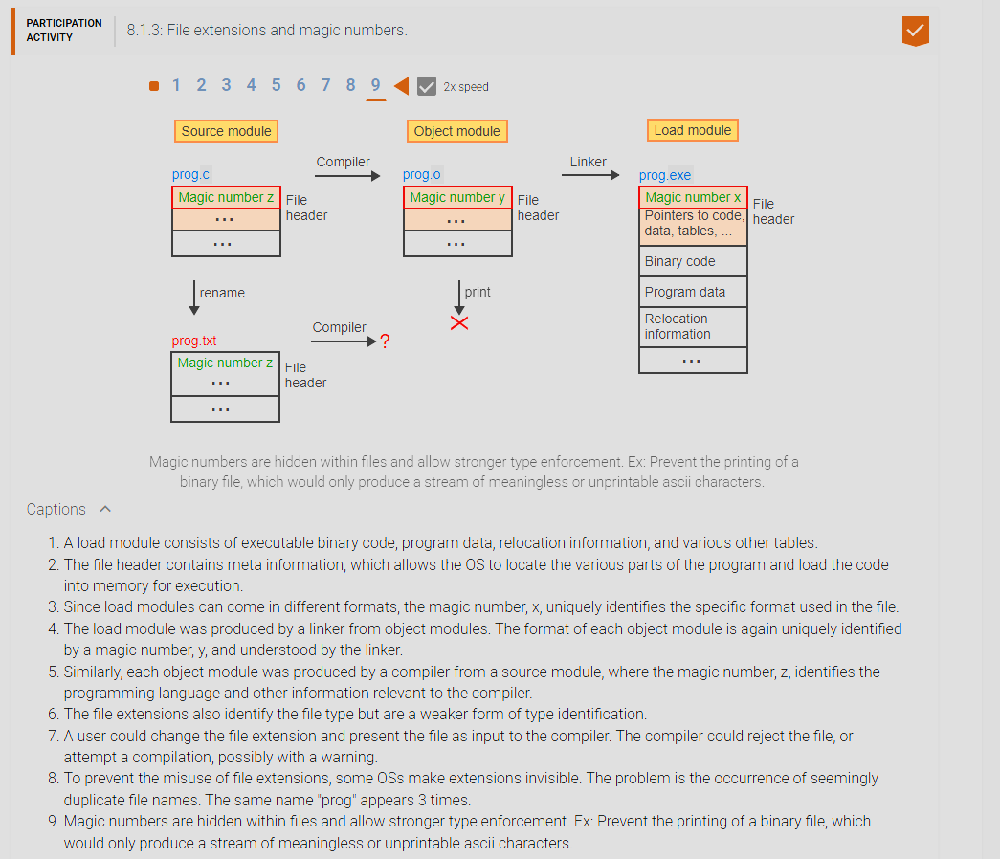 PARTICIPATION
ACTIVITY
8.1.3: File extensions and magic numbers.
1 2 3 4 5 6 7 8 9 2x speed
Source module
Object module
Load module
Compiler
Linker
prog.c
prog.o
prog.exe
Magic number z
File
header
...
...
Magic number y
File
header
...
...
Magic number x
File
header
Pointers to code,
data, tables, ...
Binary code
Program data
Relocation
information
...
rename
print
Compiler
?
prog.txt
Magic number z
File
header
...
...
Magic numbers are hidden within files and allow stronger type enforcement. Ex: Prevent the printing of a
binary file, which would only produce a stream of meaningless or unprintable ascii characters.
Captions
1. A load module consists of executable binary code, program data, relocation information, and various other tables.
2. The file header contains meta information, which allows the OS to locate the various parts of the program and load the code
into memory for execution.
3. Since load modules can come in different formats, the magic number, x, uniquely identifies the specific format used in the file.
4. The load module was produced by a linker from object modules. The format of each object module is again uniquely identified
by a magic number, y, and understood by the linker.
5. Similarly, each object module was produced by a compiler from a source module, where the magic number, z, identifies the
programming language and other information relevant to the compiler.
6. The file extensions also identify the file type but are a weaker form of type identification.
7. A user could change the file extension and present the file as input to the compiler. The compiler could reject the file, or
attempt a compilation, possibly with a warning.
8. To prevent the misuse of file extensions, some OSs make extensions invisible. The problem is the occurrence of seemingly
duplicate file names. The same name "prog" appears 3 times.
9. Magic numbers are hidden within files and allow stronger type enforcement. Ex: Prevent the printing of a binary file, which
would only produce a stream of meaningless or unprintable ascii characters.